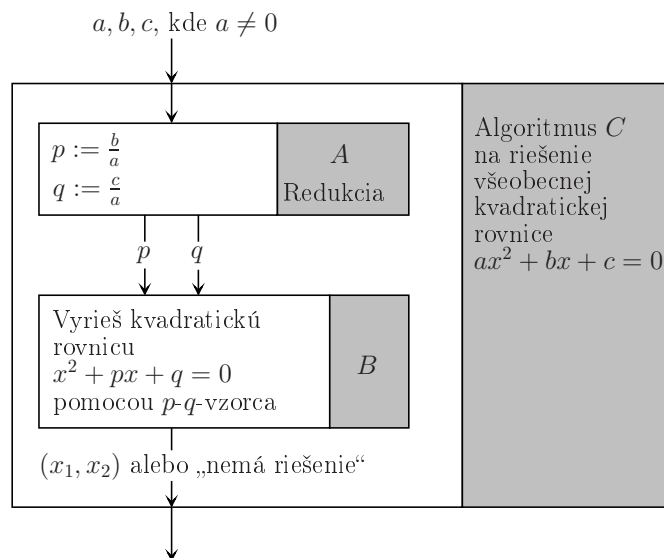 a, b, c, kde a ≠ 0
p := b/a
q := c/a
A
Redukcia
Algoritmus C
na riešenie
všeobecnej
kvadratickej
rovnice
ax² + bx + c = 0
p
q
Vyrieš kvadratickú
rovnicu
x² + px + q = 0
pomocou p-q-vzorca
B
(x₁, x₂) alebo „nemá riešenie“